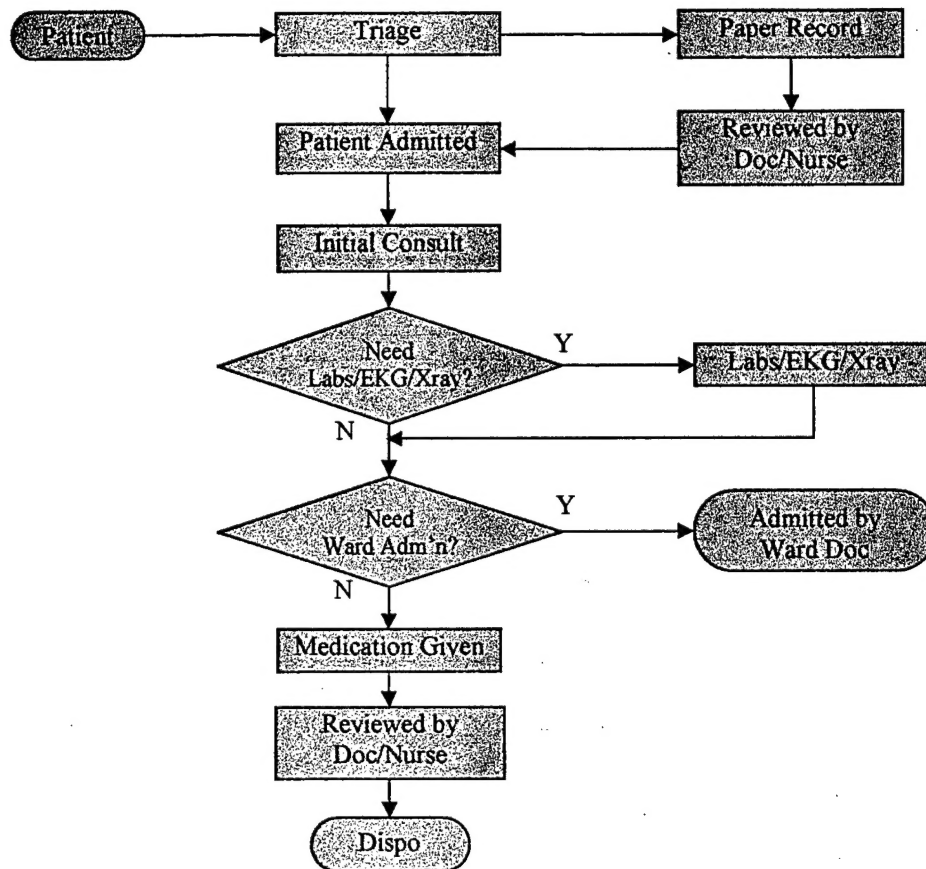 Patient
Triage
Paper Record
Patient Admitted
Reviewed by
Doc/Nurse
Initial Consult
Need
Labs/EKG/Xray?
Y
Labs/EKG/Xray
N
Need
Ward Adm'n?
Y
Admitted by
Ward Doc
N
Medication Given
Reviewed by
Doc/Nurse
Dispo